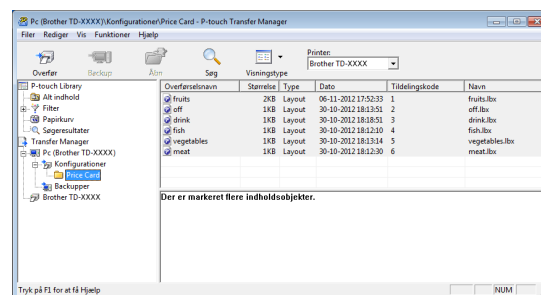 Pc (Brother TD-XXXX)\Konfigurationer\Price Card - P-touch Transfer Manager
Filer Rediger Vis Funktioner Hjælp
Overfør Backup Åbn Søg Visningstype
Printer:
Brother TD-XXXX
P-touch Library
Alt indhold
Filter
Papirkurv
Søgeresultater
Transfer Manager
Pc (Brother TD-XXXX)
Konfigurationer
Price Card
Backupper
Brother TD-XXXX
Overførselsnavn Størrelse Type Dato Tildelingskode Navn
fruits 2KB Layout 06-11-2012 17:52:33 1 fruits.lbx
off 1KB Layout 30-10-2012 18:13:51 2 off.lbx
drink 1KB Layout 30-10-2012 18:18:51 3 drink.lbx
fish 1KB Layout 30-10-2012 18:12:10 4 fish.lbx
vegetables 1KB Layout 30-10-2012 18:13:14 5 vegetables.lbx
meat 1KB Layout 30-10-2012 18:12:30 6 meat.lbx
Der er markeret flere indholdsobjekter.
Tryk på F1 for at få Hjælp
NUM